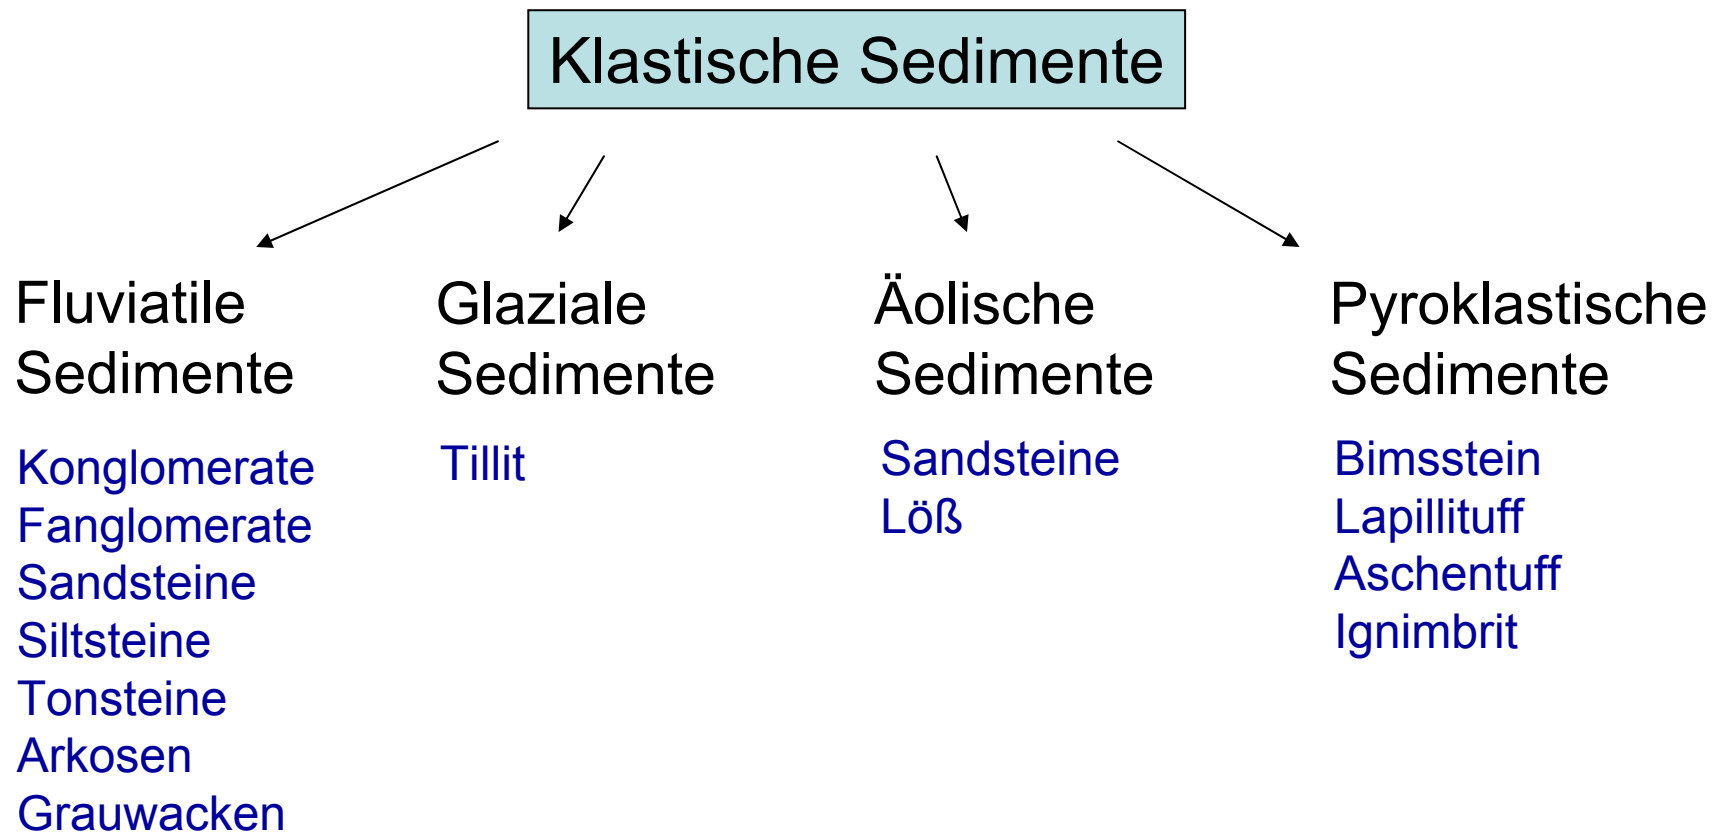 Klastische Sedimente
Fluviatile
Sedimente
Konglomerate
Fanglomerate
Sandsteine
Siltsteine
Tonsteine
Arkosen
Grauwacken
Glaziale
Sedimente
Tillit
Äolische
Sedimente
Sandsteine
Löß
Pyroklastische
Sedimente
Bimsstein
Lapillituff
Aschentuff
Ignimbrit